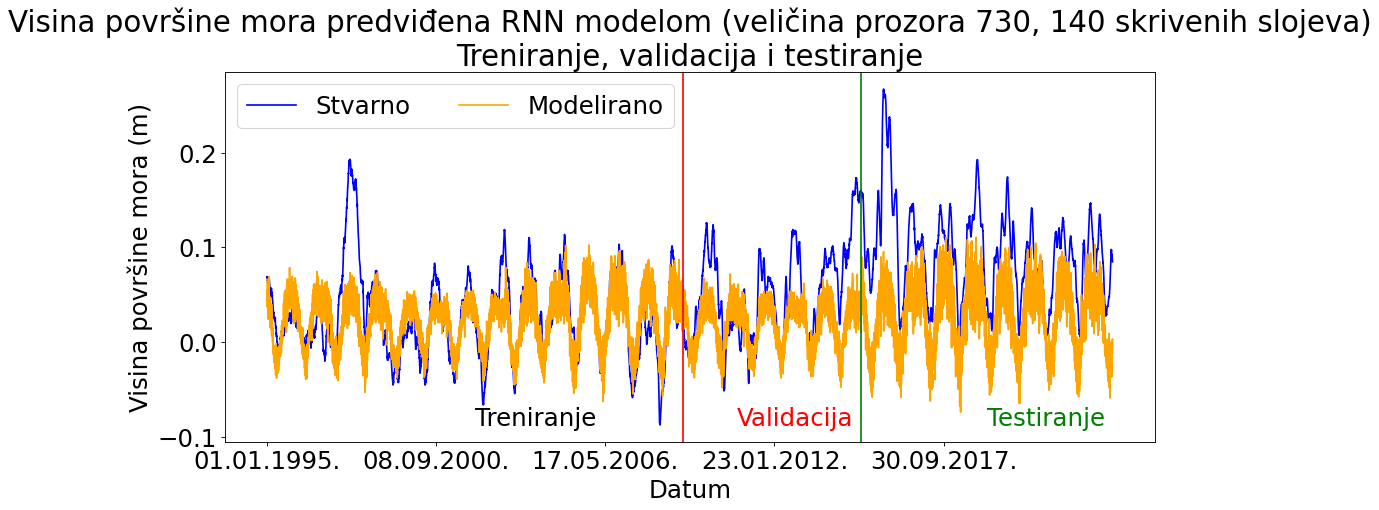 Visina površine mora predviđena RNN modelom (veličina prozora 730, 140 skrivenih slojeva)
Treniranje, validacija i testiranje
Stvarno
Modelirano
Visina površine mora (m)
0.2
0.1
0.0
−0.1
Treniranje
Validacija
Testiranje
01.01.1995.
08.09.2000.
17.05.2006.
23.01.2012.
30.09.2017.
Datum